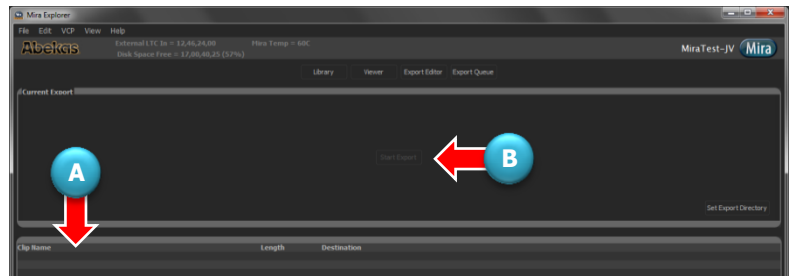 Mira Explorer
File Edit VCP View Help
Abekas
External LTC In = 12,46,24,00 Mira Temp = 60C
Disk Space Free = 17,00,40,25 (57%)
MiraTest-JV Mira
Library Viewer Export Editor Export Queue
Current Export
Start Export
B
A
Set Export Directory
Clip Name Length Destination